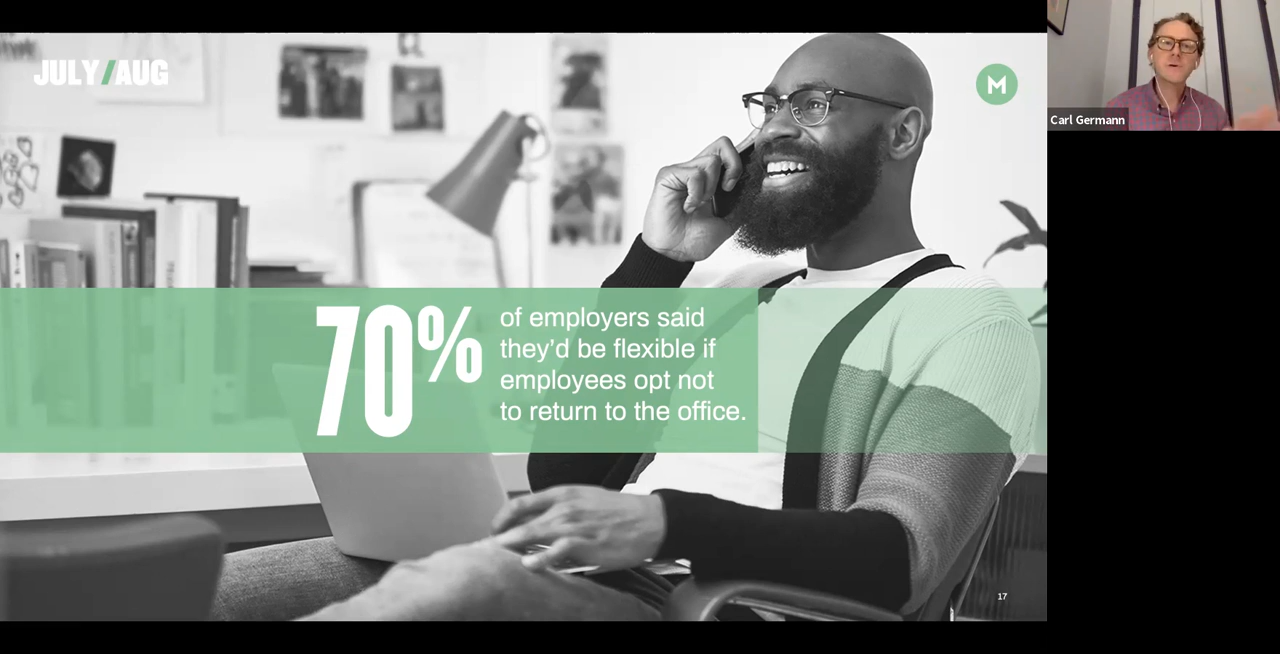 JULY/AUG
M
Carl Germann
70%
of employers said
they'd be flexible if
employees opt not
to return to the office.
17